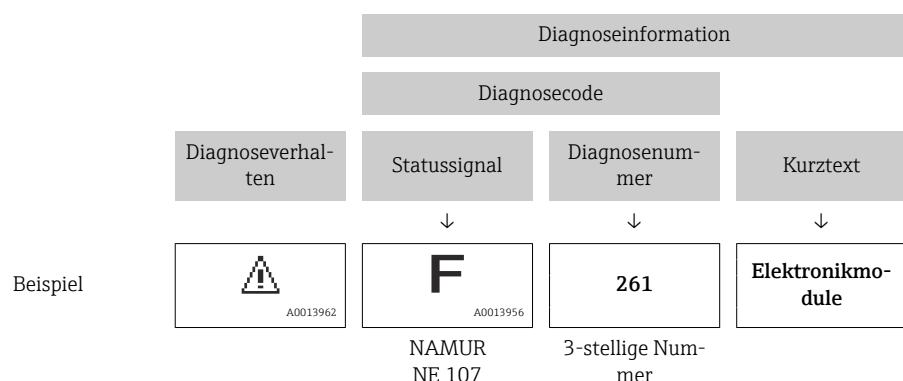 Diagnoseinformation
Diagnosecode
Diagnoseverhal-
ten
Statussignal
Diagnosenum-
mer
Kurztext
↓ ↓ ↓
Beispiel
A0013962
F
A0013956
261
Elektronikmo-
dule
NAMUR
NE 107
3-stellige Num-
mer